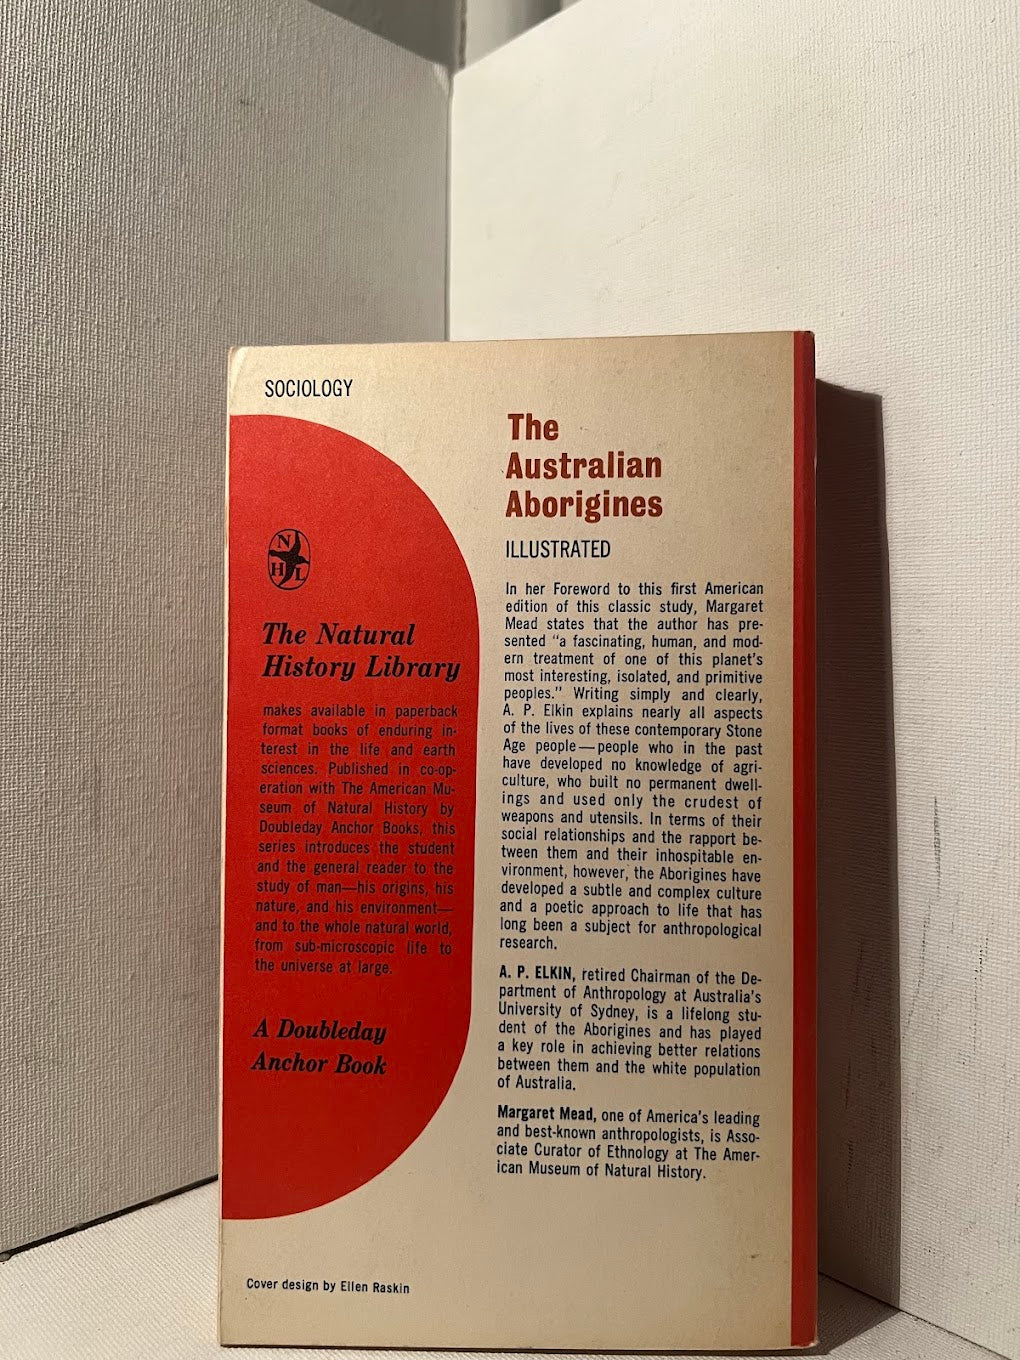 SOCIOLOGY
N
H L
The Natural
History Library
makes available in paperback
format books of enduring in-
terest in the life and earth
sciences. Published in co-op-
eration with The American Mu-
seum of Natural History by
Doubleday Anchor Books, this
series introduces the student
and the general reader to the
study of man—his origins, his
nature, and his environment—
and to the whole natural world,
from sub-microscopic life to
the universe at large.
A Doubleday
Anchor Book
Cover design by Ellen Raskin
The
Australian
Aborigines
ILLUSTRATED
In her Foreword to this first American
edition of this classic study, Margaret
Mead states that the author has pre-
sented "a fascinating, human, and mod-
ern treatment of one of this planet's
most interesting, isolated, and primitive
peoples." Writing simply and clearly,
A. P. Elkin explains nearly all aspects
of the lives of these contemporary Stone
Age people—people who in the past
have developed no knowledge of agri-
culture, who built no permanent dwell-
ings and used only the crudest of
weapons and utensils. In terms of their
social relationships and the rapport be-
tween them and their inhospitable en-
vironment, however, the Aborigines have
developed a subtle and complex culture
and a poetic approach to life that has
long been a subject for anthropological
research.
A. P. ELKIN, retired Chairman of the De-
partment of Anthropology at Australia's
University of Sydney, is a lifelong stu-
dent of the Aborigines and has played
a key role in achieving better relations
between them and the white population
of Australia.
Margaret Mead, one of America's leading
and best-known anthropologists, is Asso-
ciate Curator of Ethnology at The Amer-
ican Museum of Natural History.